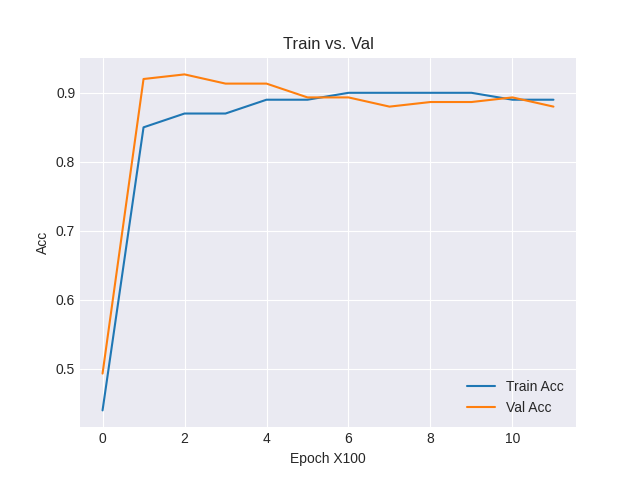 Train vs. Val
0.9
0.8
0.7
0.6
0.5
Acc
Train Acc
Val Acc
0 2 4 6 8 10
Epoch X100